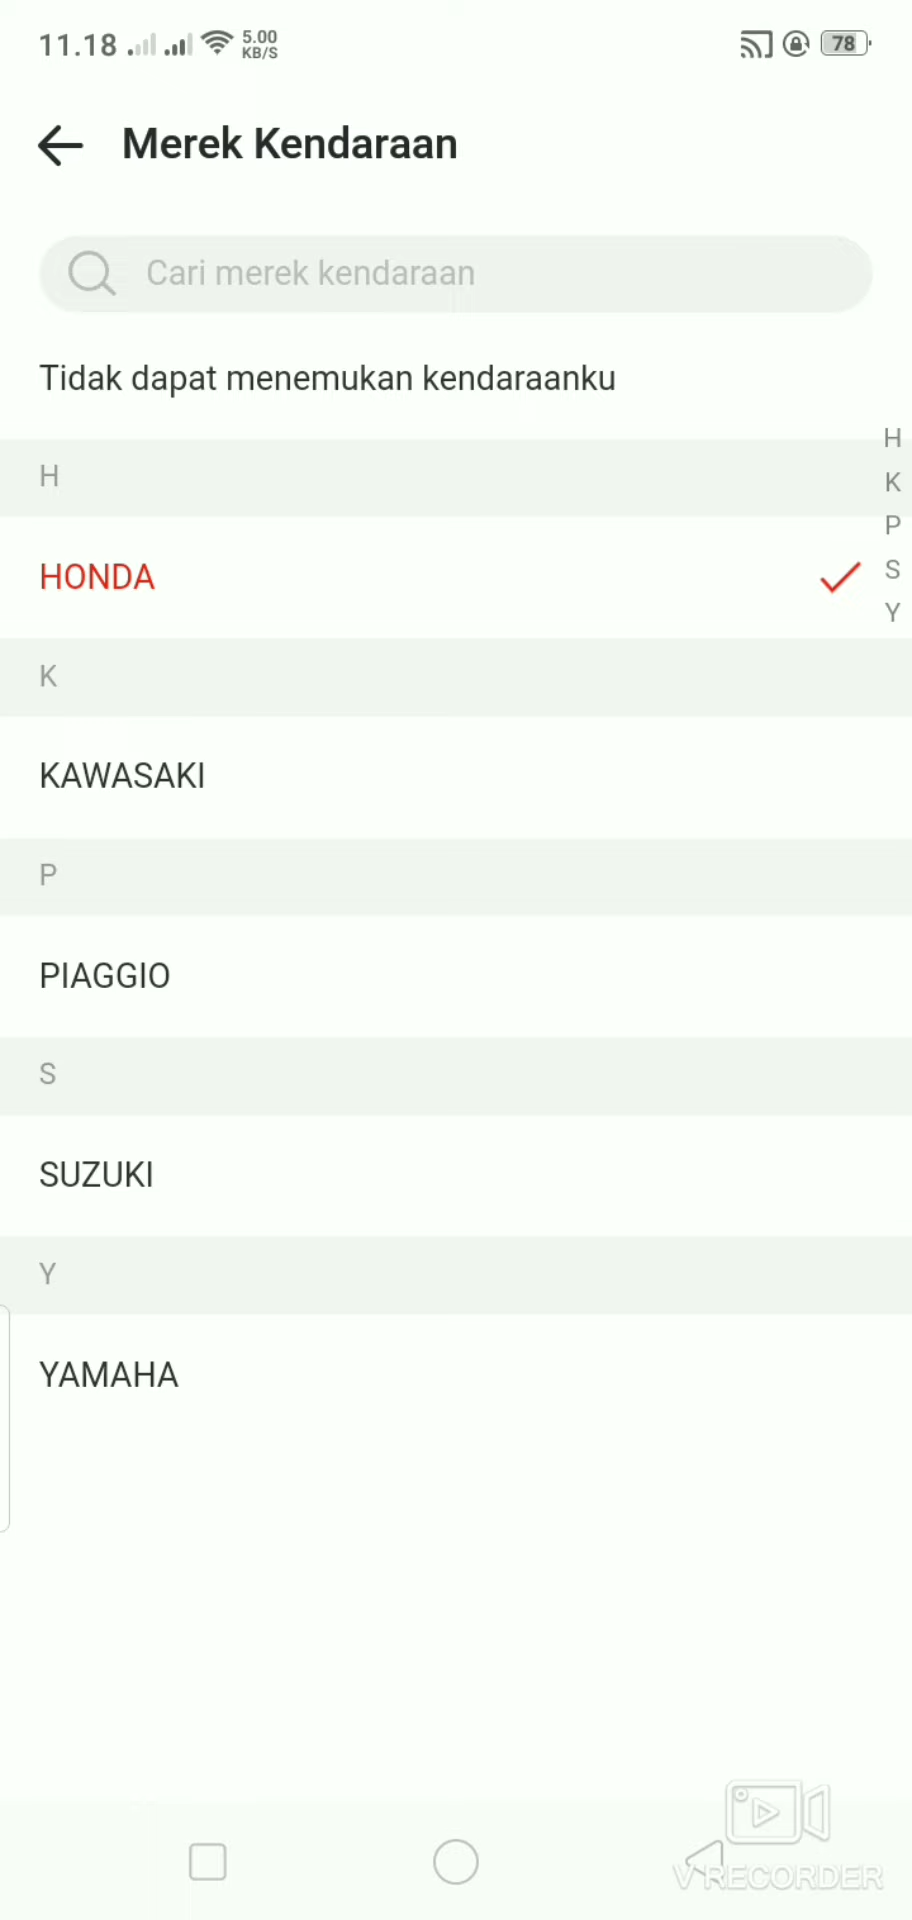 11.18 5.00 KB/S 78
Merek Kendaraan
Cari merek kendaraan
Tidak dapat menemukan kendaraanku
H
HONDA
K
KAWASAKI
P
PIAGGIO
S
SUZUKI
Y
YAMAHA
H
K
P
S
Y
V RECORDER